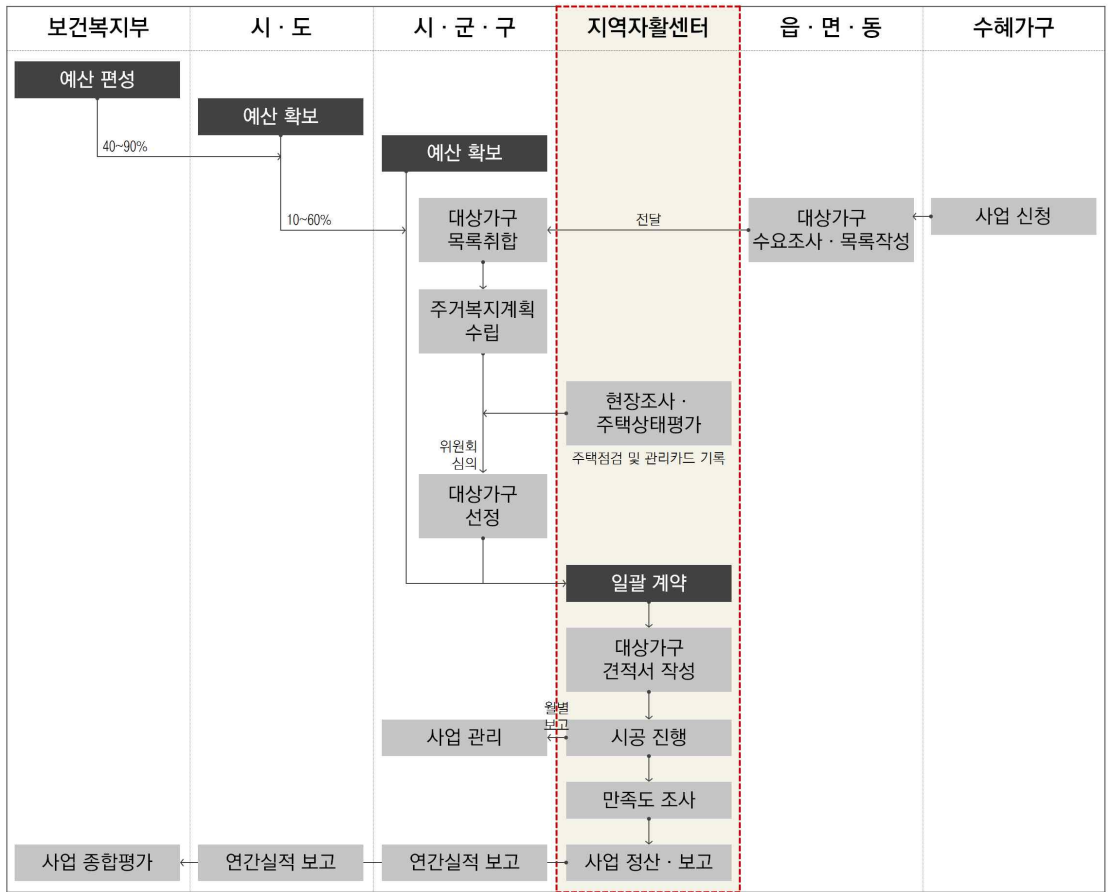 보건복지부
시 · 도
시 · 군 · 구
지역자활센터
읍 · 면 · 동
수혜가구
예산 편성
예산 확보
40~90%
예산 확보
10~60%
대상가구
목록취합
전달
대상가구
수요조사 · 목록작성
사업 신청
주거복지계획
수립
현장조사 ·
주택상태평가
주택점검 및 관리카드 기록
위원회
심의
대상가구
선정
일괄 계약
대상가구
견적서 작성
월별
보고
사업 관리
시공 진행
만족도 조사
사업 종합평가
연간실적 보고
연간실적 보고
사업 정산 · 보고